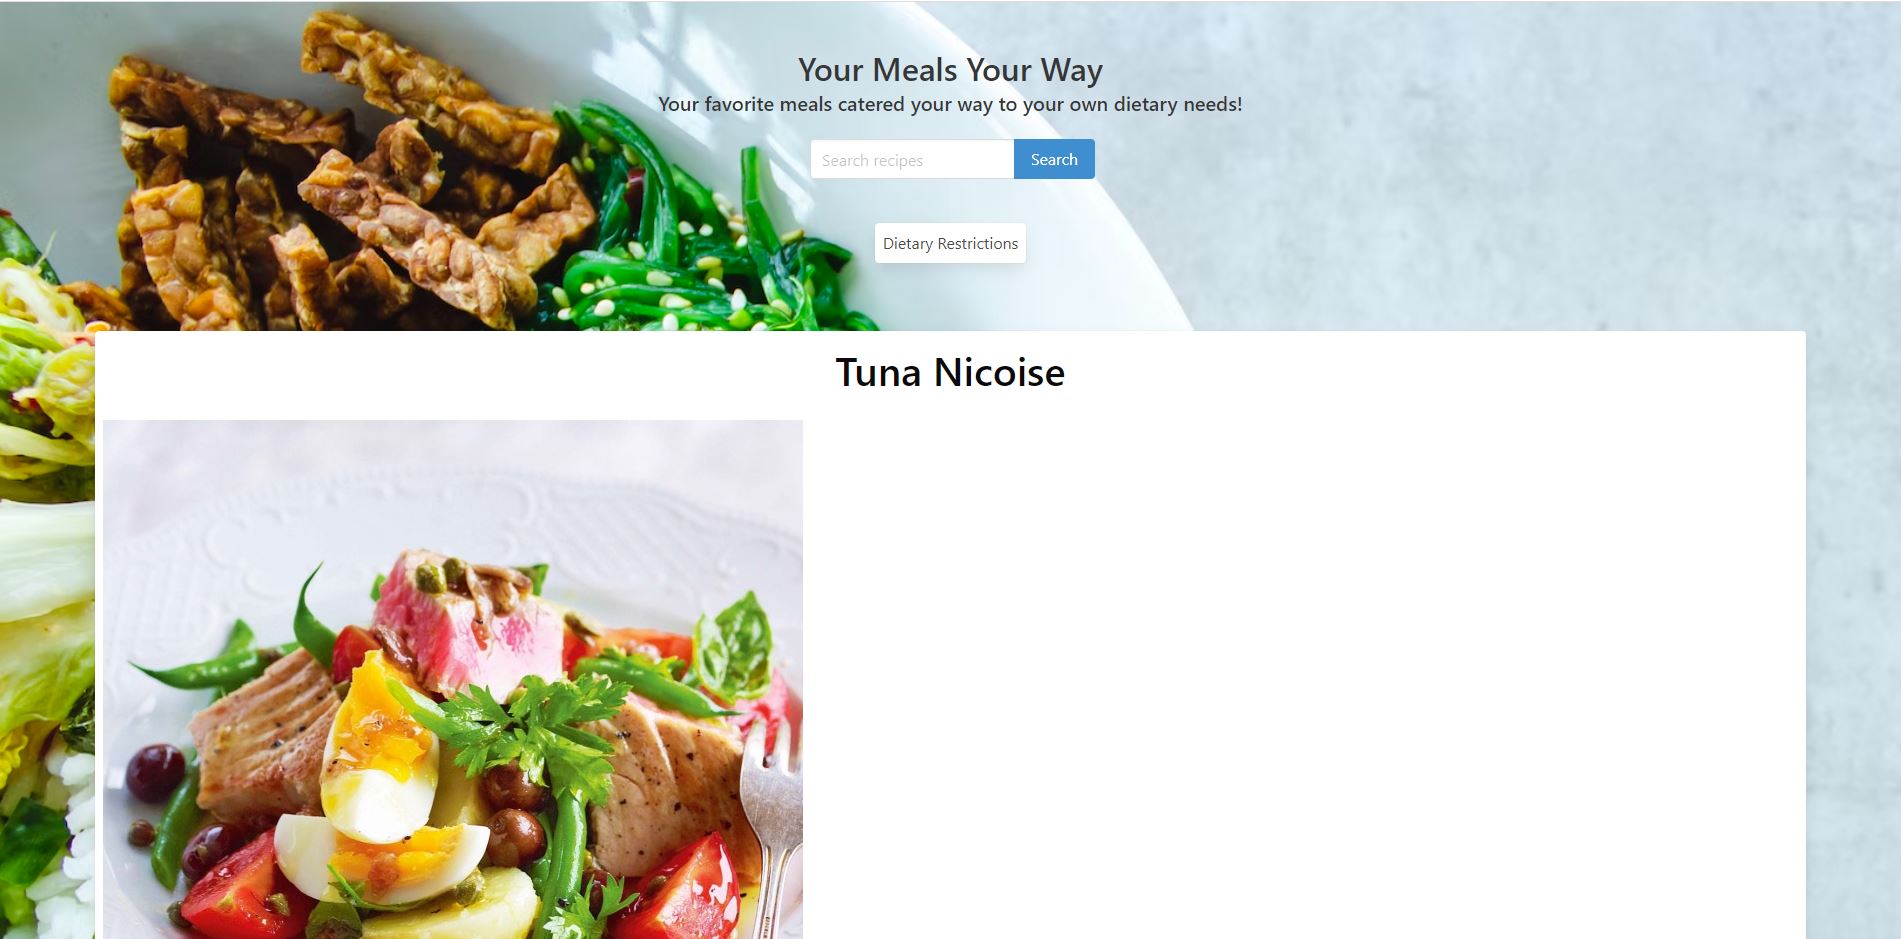 Your Meals Your Way
Your favorite meals catered your way to your own dietary needs!
Search recipes
Search
Dietary Restrictions
Tuna Nicoise